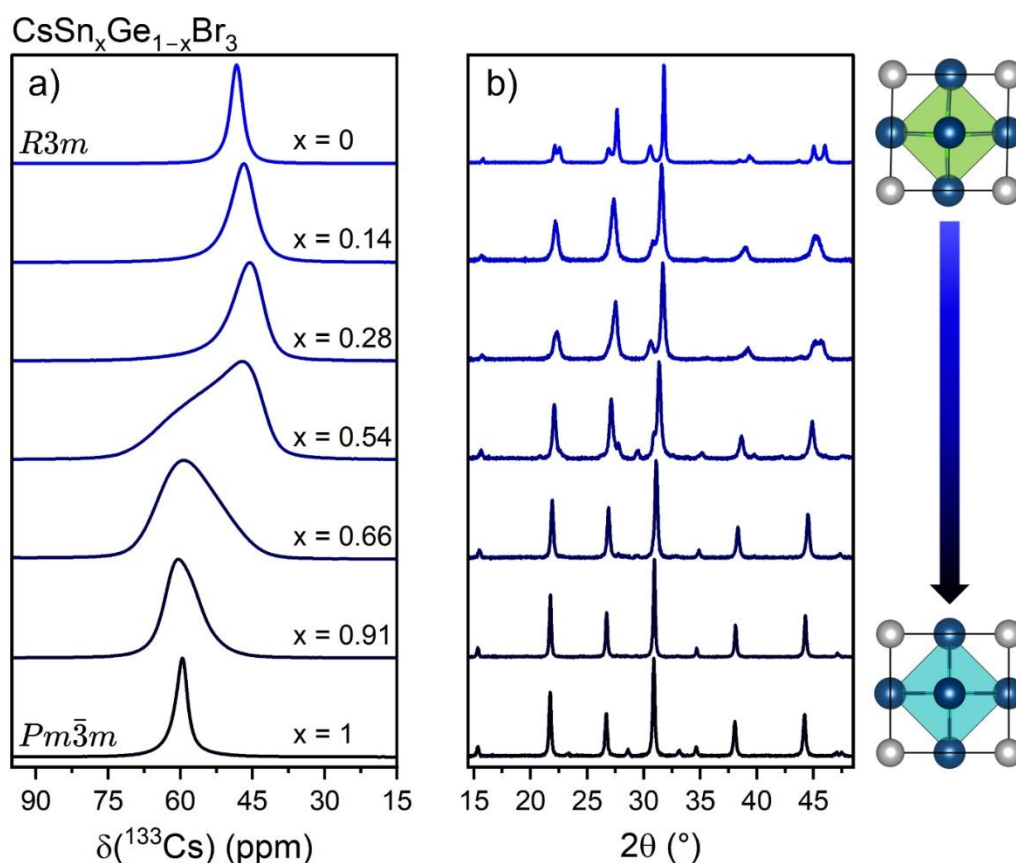 CsSnₓGe₁₋ₓBr₃
a)
R3m
x = 0
x = 0.14
x = 0.28
x = 0.54
x = 0.66
x = 0.91
Pm3̄m
x = 1
90 75 60 45 30 15
δ(¹³³Cs) (ppm)
b)
15 20 25 30 35 40 45
2θ (°)